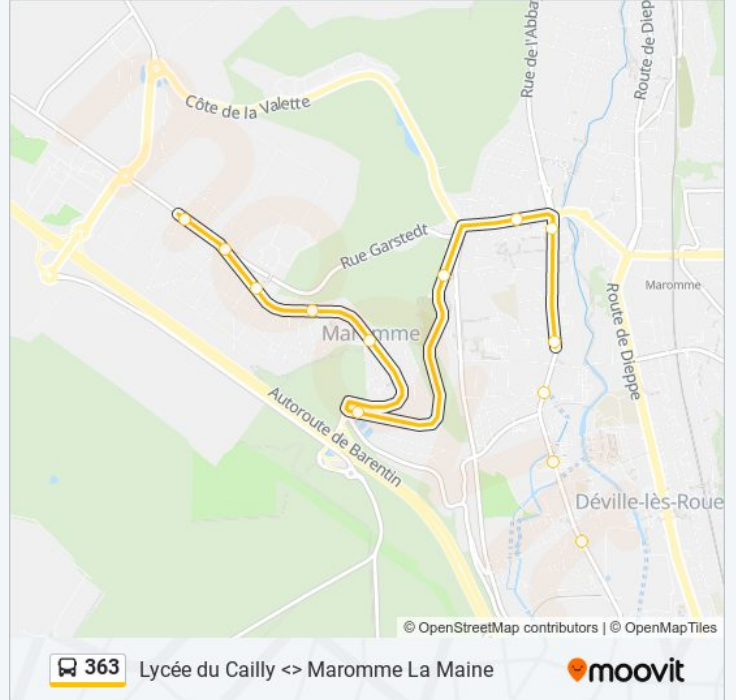 Rue de l'Abba
Route de Diep
Côte de la Valette
Rue Garstedt
Maromme
Maromme
Route de Dieppe
Autoroute de Barentin
Déville-lès-Roue
© OpenStreetMap contributors | © OpenMapTiles
363 Lycée du Cailly <> Maromme La Maine
moovit